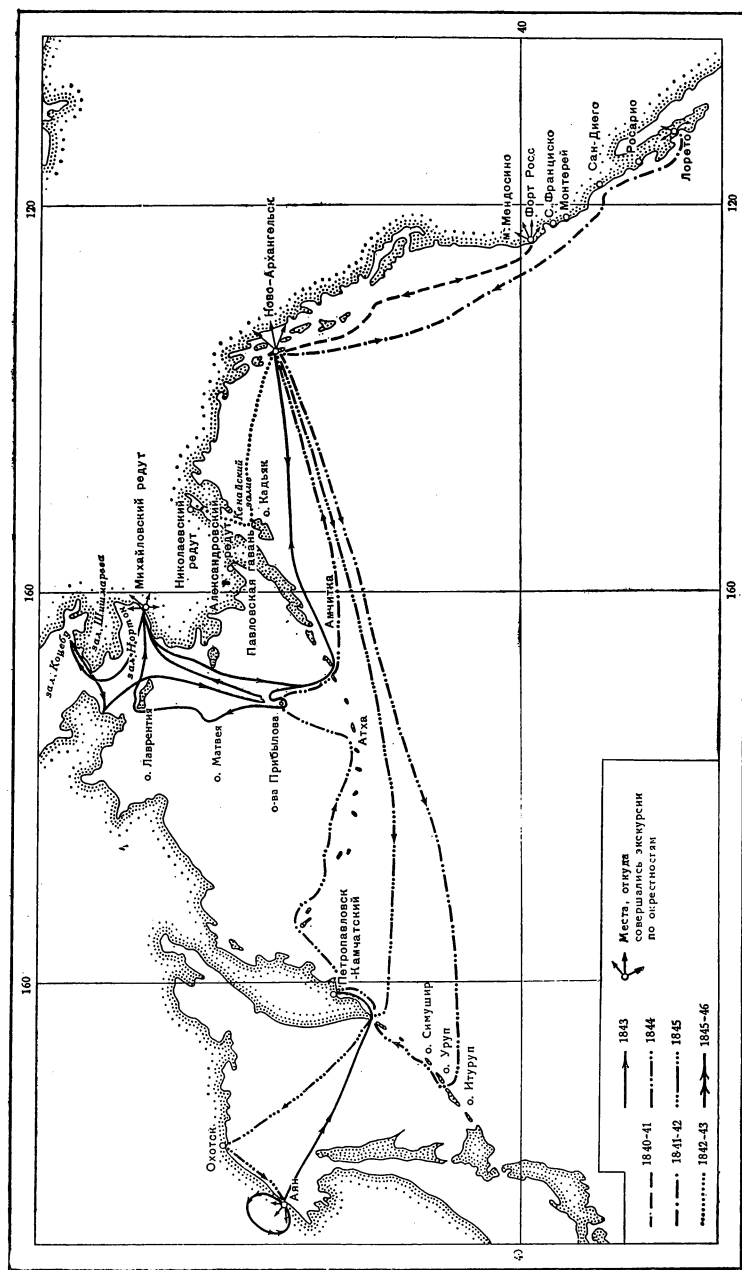 160
160
120
40
зал. Коцебу
зал. Шишмарева
зал. Нортон
Михайловский редут
Николаевский
редут
Александровский
редут
Павловская гавань
Кенайский
залив
о. Кадьяк
Ново-Архангельск
о. Лаврентия
о. Матвея
о-ва Прибылова
Амчитка
Атха
Охотск
Аян
Петропавловск
-Камчатский
о. Симушир
о. Уруп
о. Итуруп
м. Мендосино
Форт Росс
С. Франциско
Монтерей
Сан-Диего
Росарио
Лорето
40
40
120
1840-41
1841-42
1842-43
1843
1844
1845
1845-46
Места, откуда
совершались экскурсии
по окрестностям